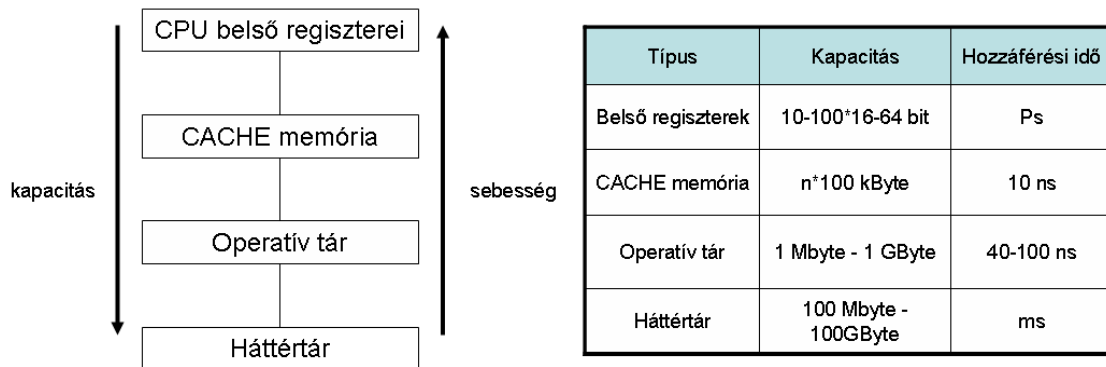 CPU belső regiszterei
CACHE memória
kapacitás
sebesség
Operatív tár
Háttértár
Típus
Kapacitás
Hozzáférési idő
Belső regiszterek
10-100*16-64 bit
Ps
CACHE memória
n*100 kByte
10 ns
Operatív tár
1 Mbyte - 1 GByte
40-100 ns
Háttértár
100 Mbyte -
100GByte
ms